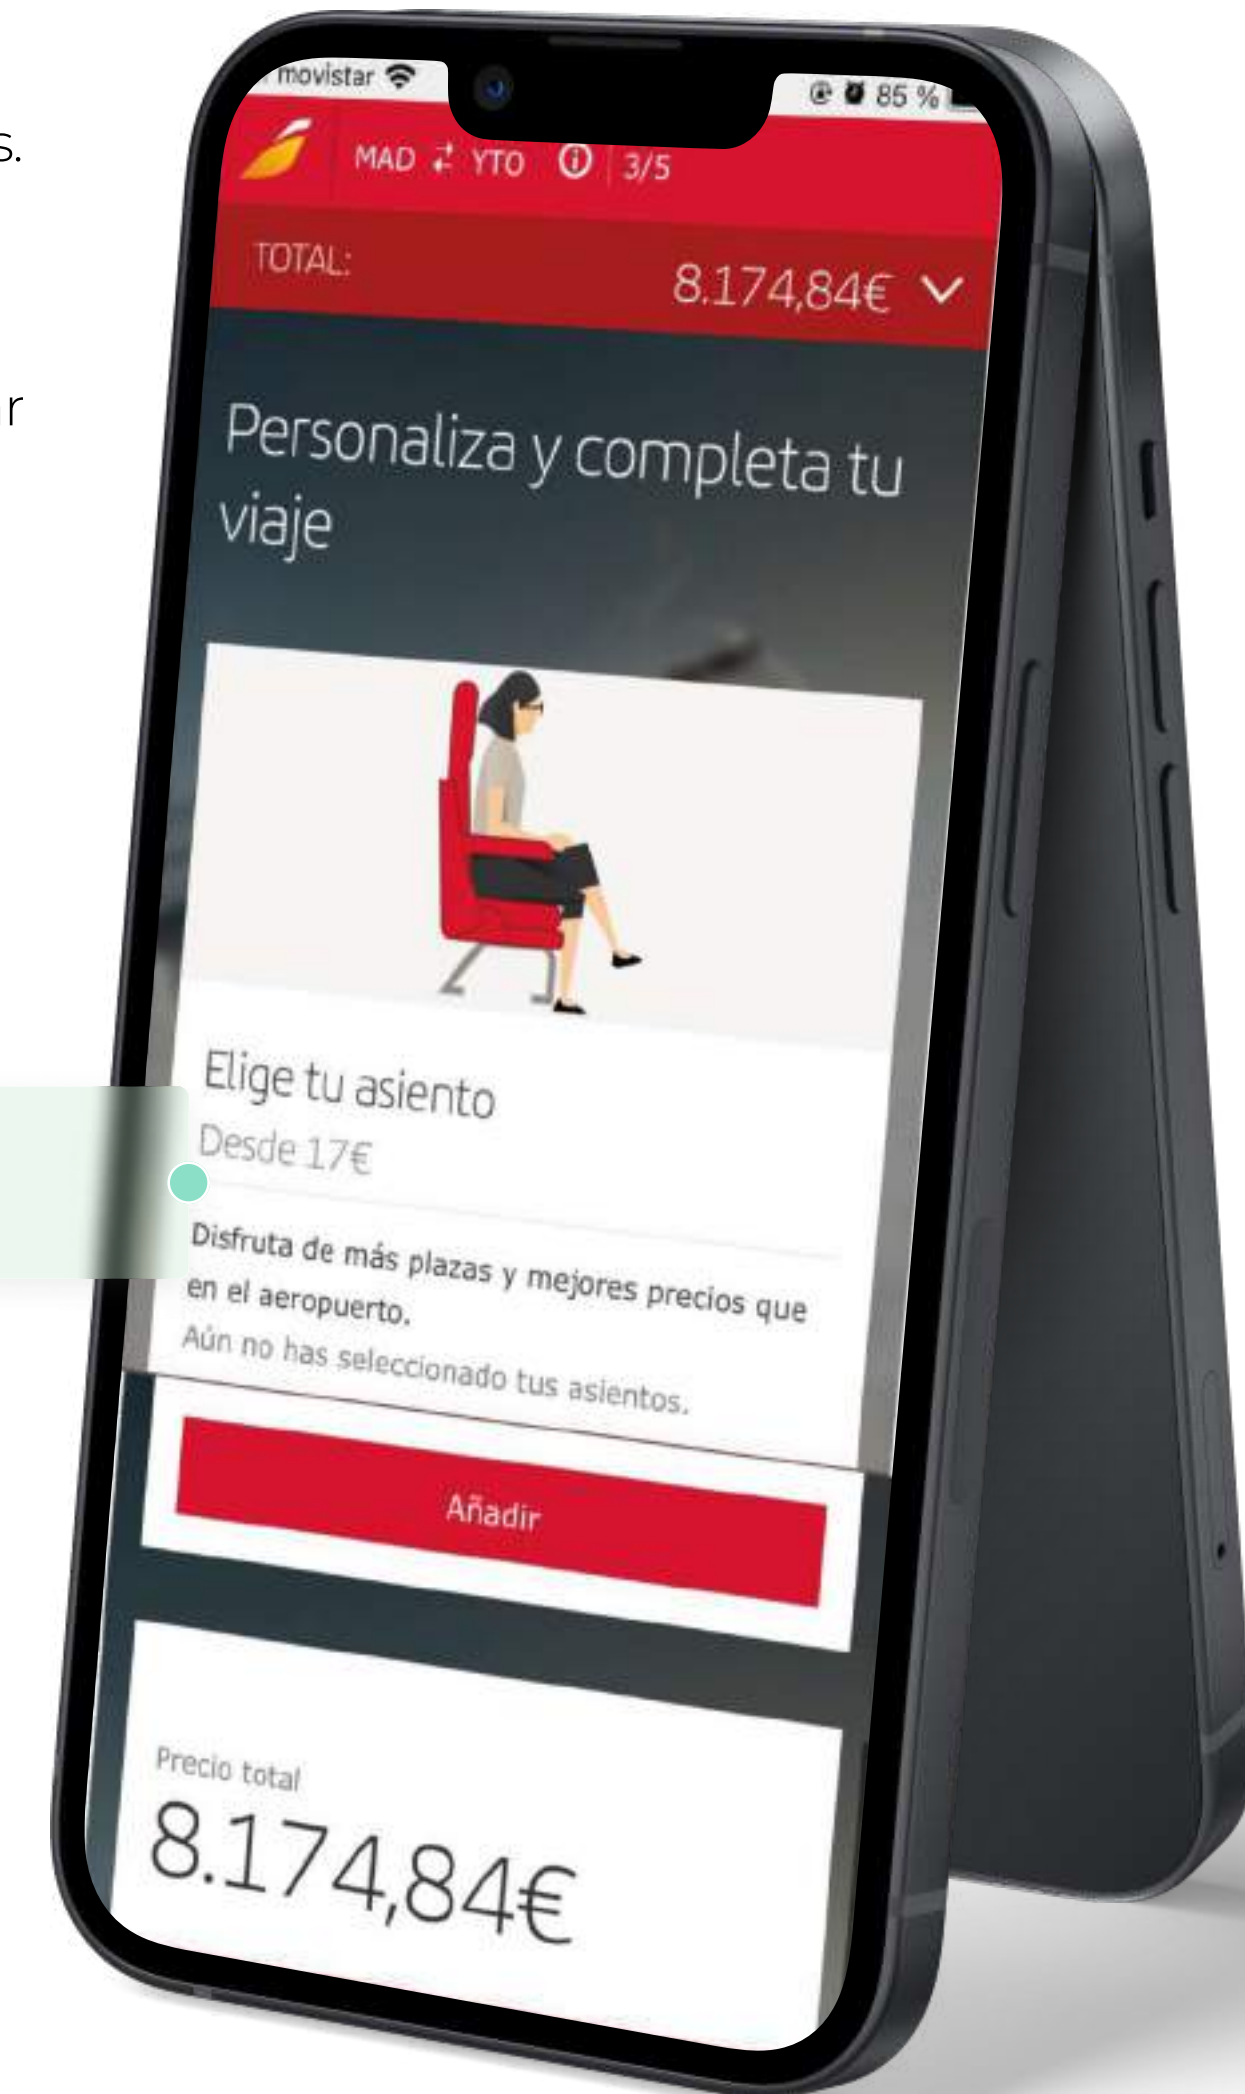 s.
ar
movistar
85 %
MAD YTO 3/5
TOTAL:
8.174,84€
Personaliza y completa tu
viaje
Elige tu asiento
Desde 17€
Disfruta de más plazas y mejores precios que
en el aeropuerto.
Aún no has seleccionado tus asientos.
Añadir
Precio total
8.174,84€